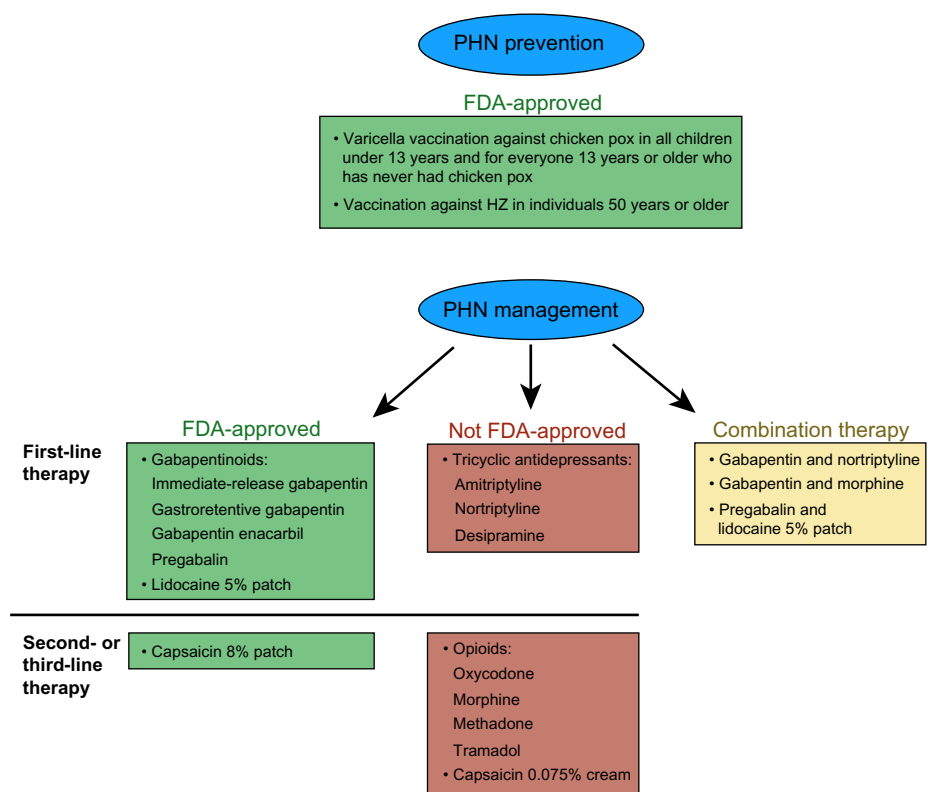 PHN prevention
FDA-approved
• Varicella vaccination against chicken pox in all children
under 13 years and for everyone 13 years or older who
has never had chicken pox
• Vaccination against HZ in individuals 50 years or older
PHN management
First-line
therapy
FDA-approved
• Gabapentinoids:
Immediate-release gabapentin
Gastroretentive gabapentin
Gabapentin enacarbil
Pregabalin
• Lidocaine 5% patch
Not FDA-approved
• Tricyclic antidepressants:
Amitriptyline
Nortriptyline
Desipramine
Combination therapy
• Gabapentin and nortriptyline
• Gabapentin and morphine
• Pregabalin and
lidocaine 5% patch
Second- or
third-line
therapy
• Capsaicin 8% patch
• Opioids:
Oxycodone
Morphine
Methadone
Tramadol
• Capsaicin 0.075% cream